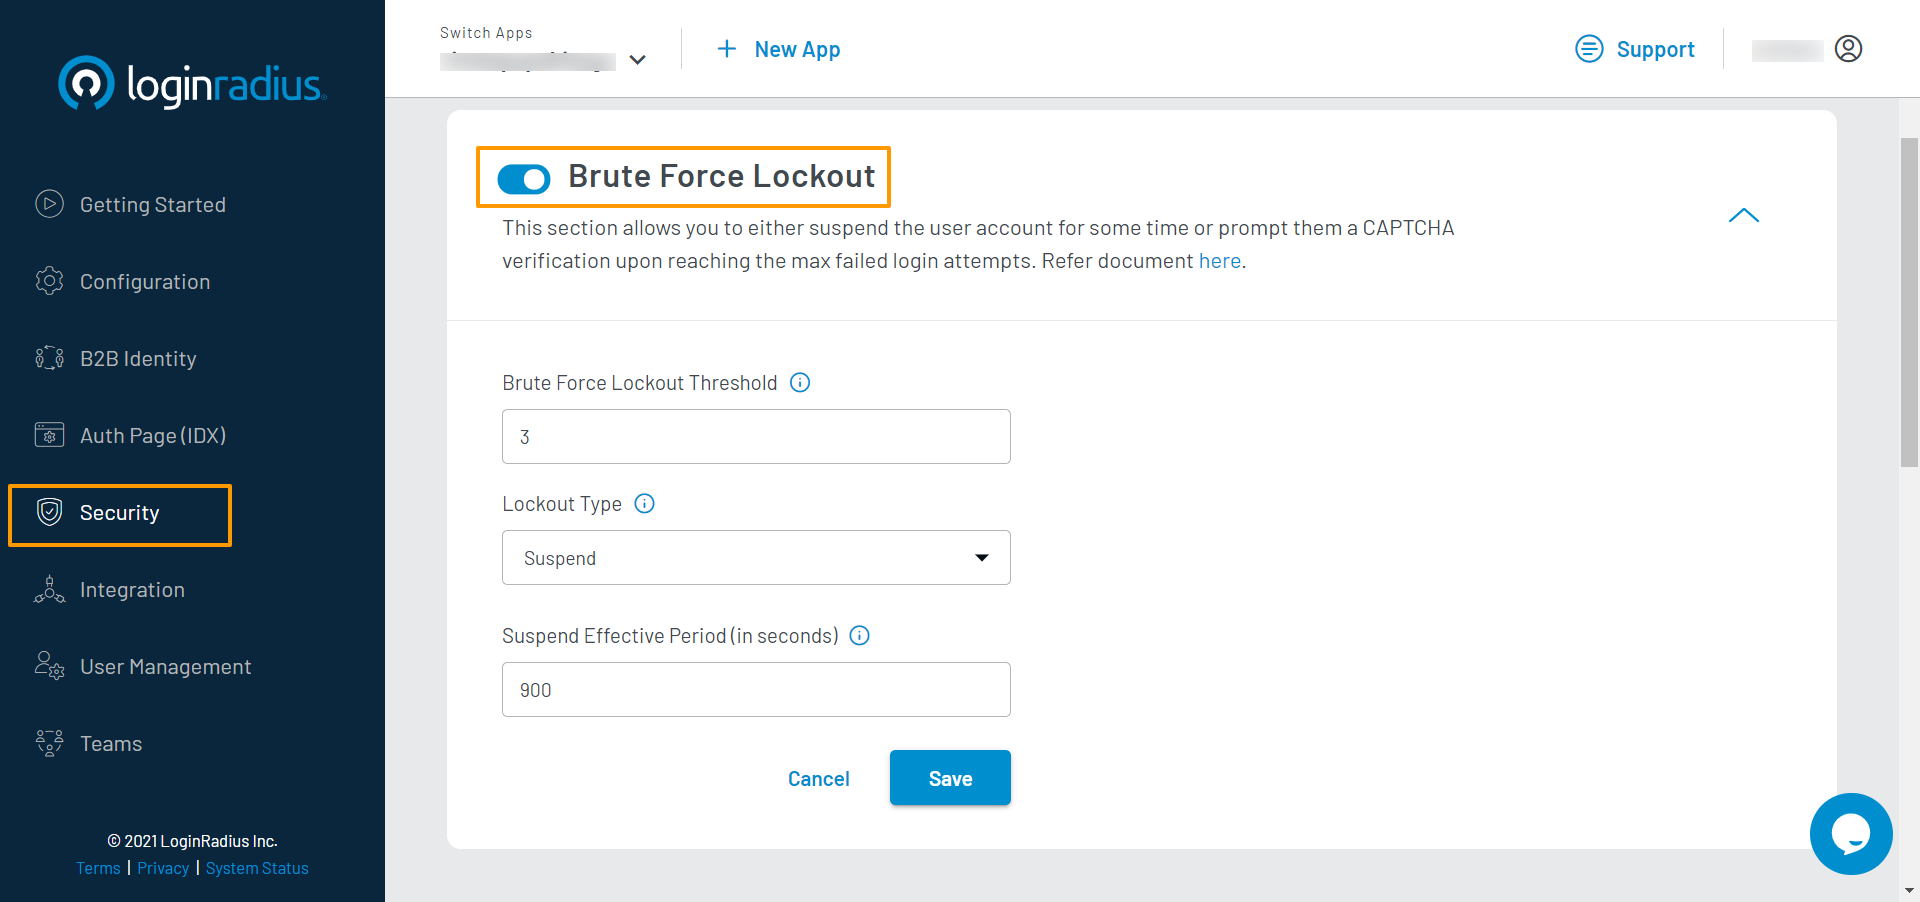 loginradius
Getting Started
Configuration
B2B Identity
Auth Page (IDX)
Security
Integration
User Management
Teams
© 2021 LoginRadius Inc.
Terms | Privacy | System Status
Switch Apps
+ New App
Support
Brute Force Lockout
This section allows you to either suspend the user account for some time or prompt them a CAPTCHA
verification upon reaching the max failed login attempts. Refer document here.
Brute Force Lockout Threshold
3
Lockout Type
Suspend
Suspend Effective Period (in seconds)
900
Cancel
Save